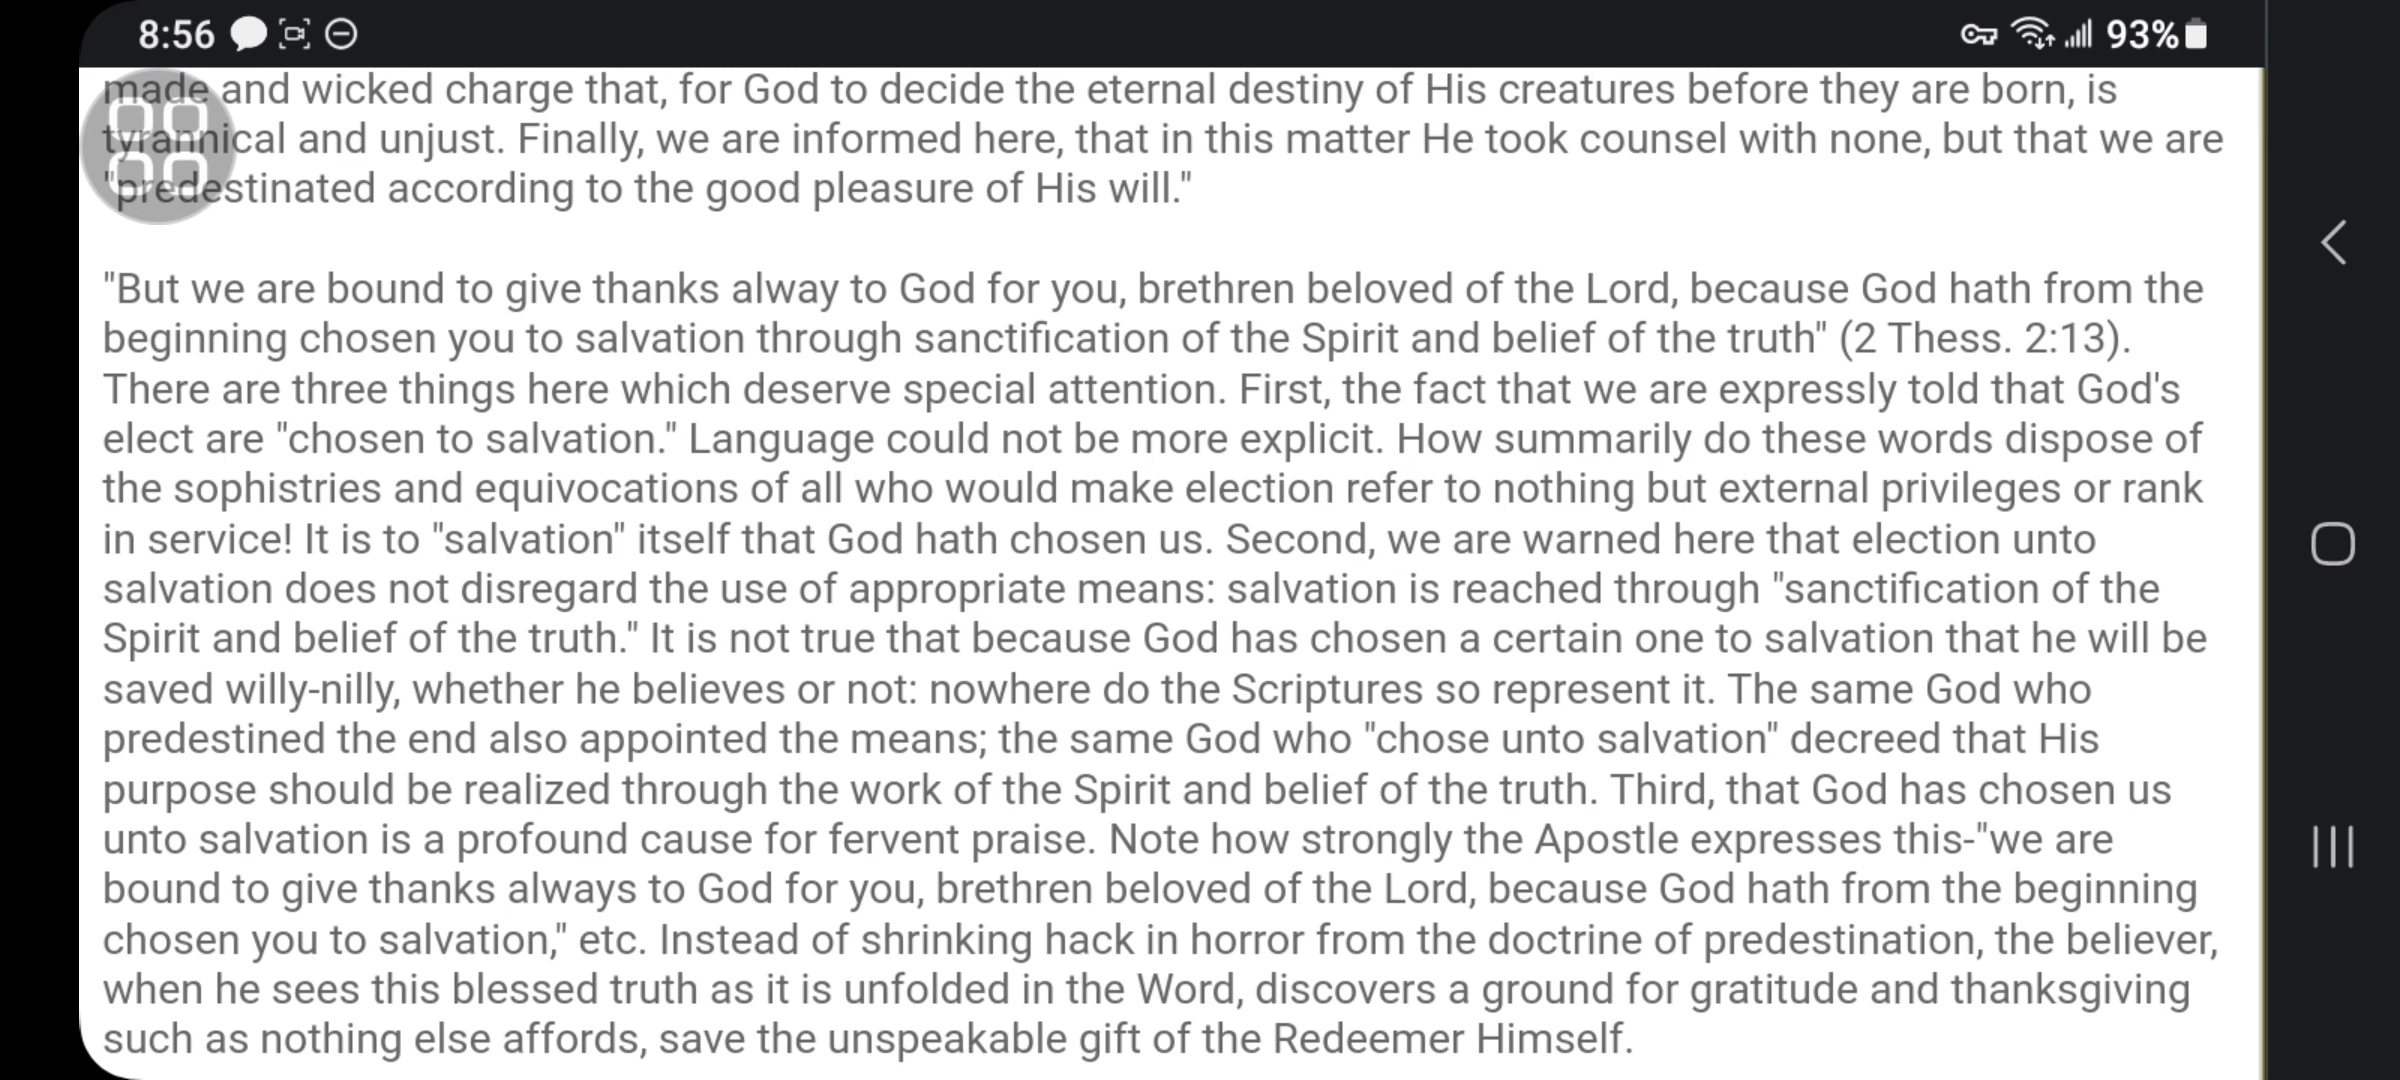 8:56
93%
made and wicked charge that, for God to decide the eternal destiny of His creatures before they are born, is
tyrannical and unjust. Finally, we are informed here, that in this matter He took counsel with none, but that we are
"predestinated according to the good pleasure of His will."
"But we are bound to give thanks alway to God for you, brethren beloved of the Lord, because God hath from the
beginning chosen you to salvation through sanctification of the Spirit and belief of the truth" (2 Thess. 2:13).
There are three things here which deserve special attention. First, the fact that we are expressly told that God's
elect are "chosen to salvation." Language could not be more explicit. How summarily do these words dispose of
the sophistries and equivocations of all who would make election refer to nothing but external privileges or rank
in service! It is to "salvation" itself that God hath chosen us. Second, we are warned here that election unto
salvation does not disregard the use of appropriate means: salvation is reached through "sanctification of the
Spirit and belief of the truth." It is not true that because God has chosen a certain one to salvation that he will be
saved willy-nilly, whether he believes or not: nowhere do the Scriptures so represent it. The same God who
predestined the end also appointed the means; the same God who "chose unto salvation" decreed that His
purpose should be realized through the work of the Spirit and belief of the truth. Third, that God has chosen us
unto salvation is a profound cause for fervent praise. Note how strongly the Apostle expresses this-"we are
bound to give thanks always to God for you, brethren beloved of the Lord, because God hath from the beginning
chosen you to salvation," etc. Instead of shrinking hack in horror from the doctrine of predestination, the believer,
when he sees this blessed truth as it is unfolded in the Word, discovers a ground for gratitude and thanksgiving
such as nothing else affords, save the unspeakable gift of the Redeemer Himself.